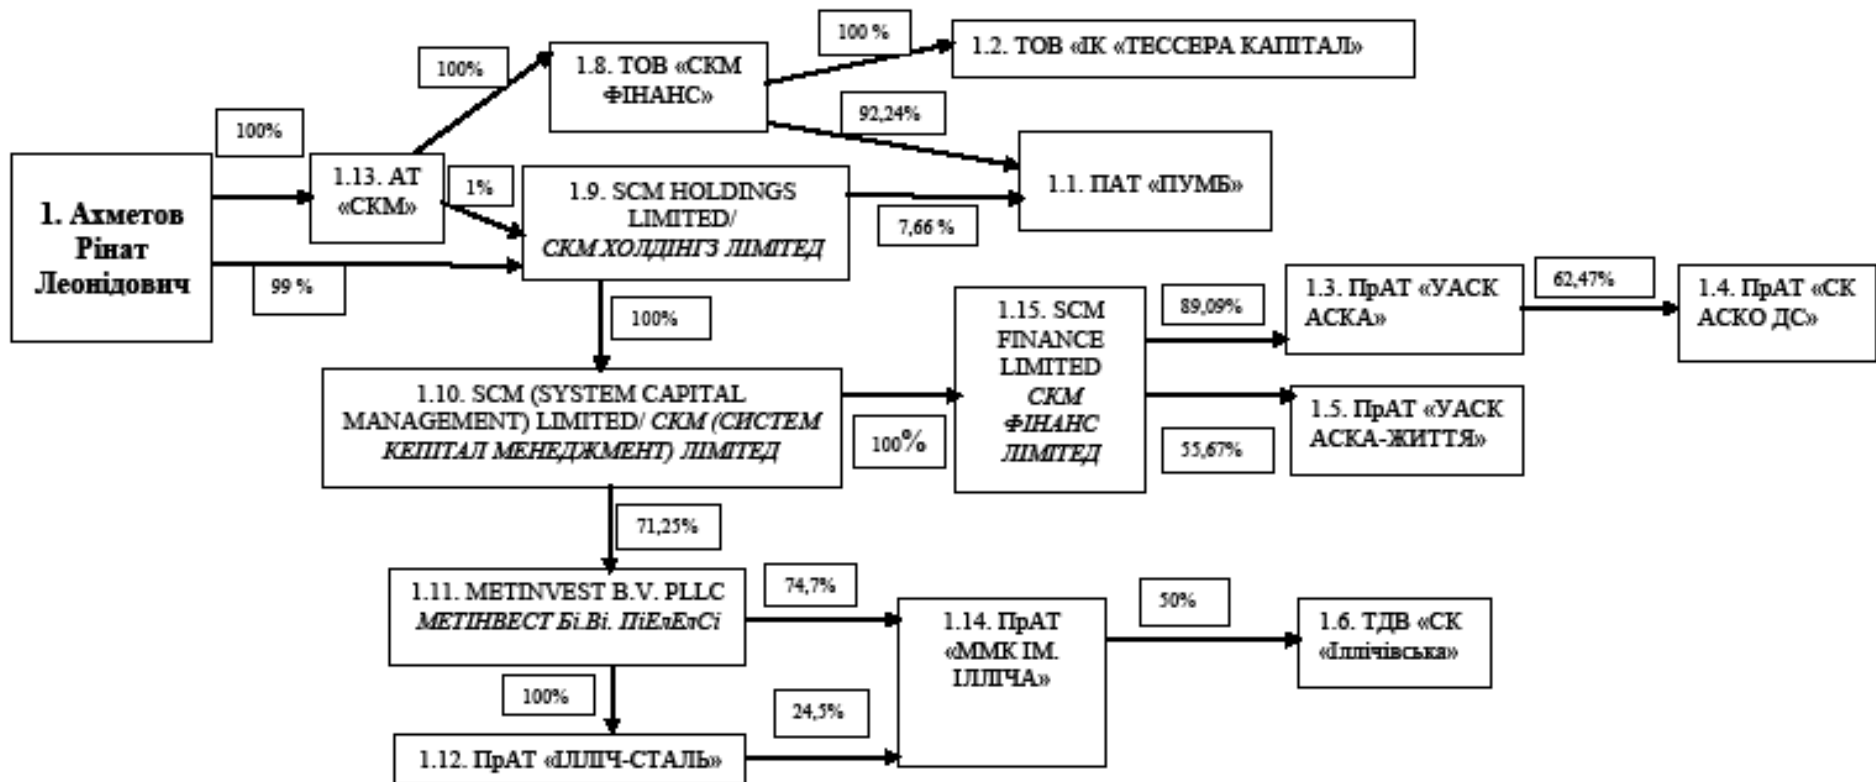 100 %
1.2. ТОВ «ІК «ТЕССЕРА КАПІТАЛ»
100%
1.8. ТОВ «СКМ
ФІНАНС»
92,24%
100%
1. Ахметов
Рінат
Леонідович
1.13. АТ
«СКМ»
1%
1.9. SCM HOLDINGS
LIMITED/
СКМ ХОЛДІНГЗ ЛІМІТЕД
1.1. ПАТ «ПУМБ»
7,66 %
99 %
100%
1.15. SCM
FINANCE
LIMITED
СКМ
ФІНАНС
ЛІМІТЕД
89,09%
1.3. ПрАТ «УАСК
АСКА»
62,47%
1.4. ПрАТ «СК
АСКО ДС»
1.10. SCM (SYSTEM CAPITAL
MANAGEMENT) LIMITED/ СКМ (СИСТЕМ
КЕПІТАЛ МЕНЕДЖМЕНТ) ЛІМІТЕД
100%
55,67%
1.5. ПрАТ «УАСК
АСКА-ЖИТТЯ»
71,25%
1.11. METINVEST B.V. PLLC
МЕТІНВЕСТ Бі.Ві. ПіЕлЕлСі
74,7%
1.14. ПрАТ
«ММК ІМ.
ІЛЛІЧА»
50%
1.6. ТДВ «СК
«Іллічівська»
100%
24,5%
1.12. ПрАТ «ІЛЛІЧ-СТАЛЬ»